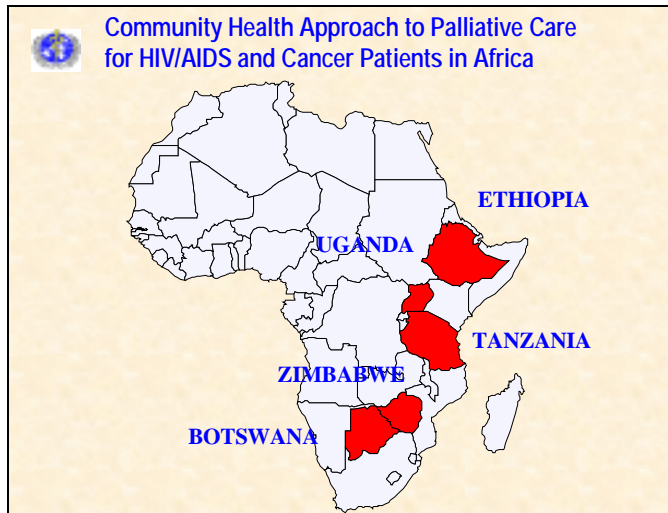 Community Health Approach to Palliative Care
for HIV/AIDS and Cancer Patients in Africa
ETHIOPIA
UGANDA
TANZANIA
ZIMBABWE
BOTSWANA